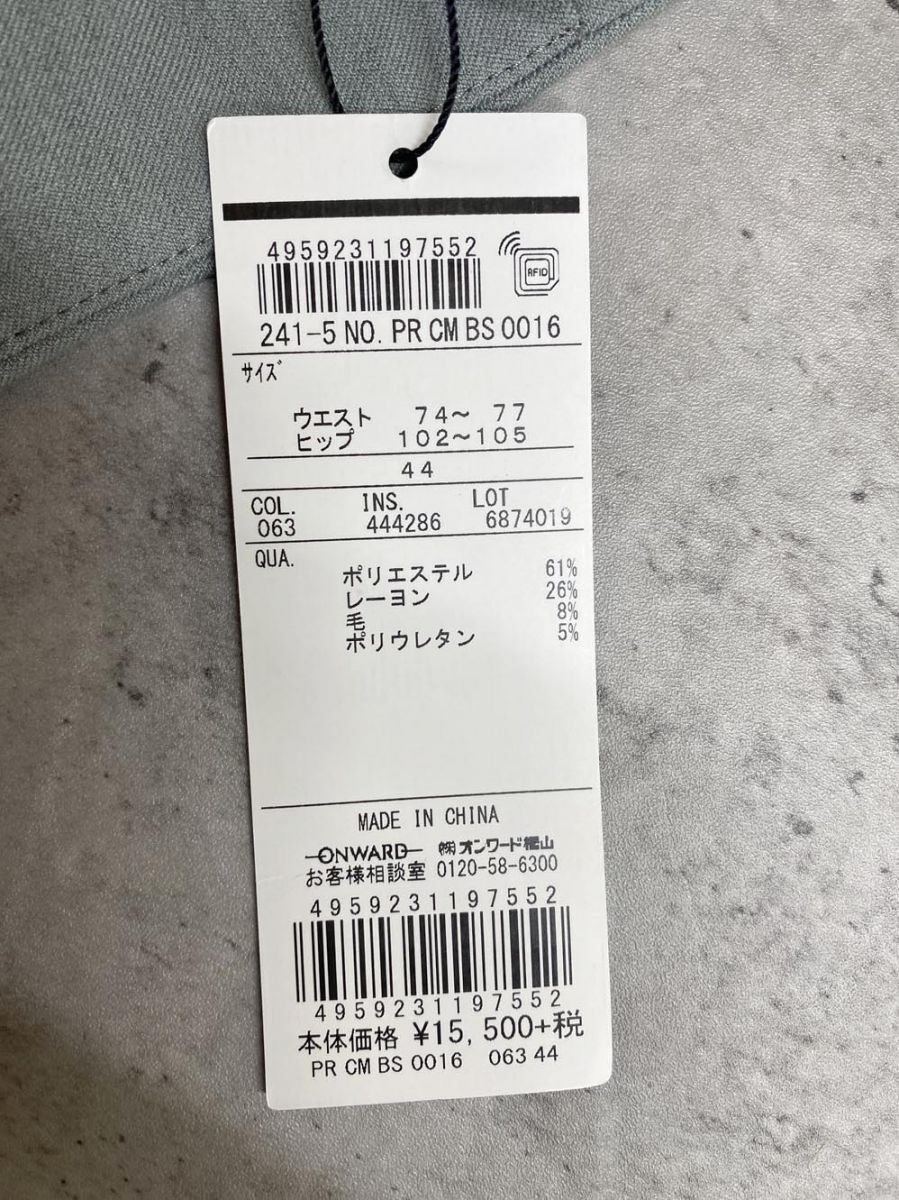 4959231197552
RFID
241-5 NO. PR CM BS 0016
サイズ
ウエスト 74～ 77
ヒップ 102～105
44
COL. INS. LOT
063 444286 6874019
QUA.
ポリエステル 61%
レーヨン 26%
毛 8%
ポリウレタン 5%
MADE IN CHINA
ONWARD ㈱オンワード樫山
お客様相談室 0120-58-6300
4959231197552
4959231197552
本体価格 ¥15,500+税
PR CM BS 0016 063 44